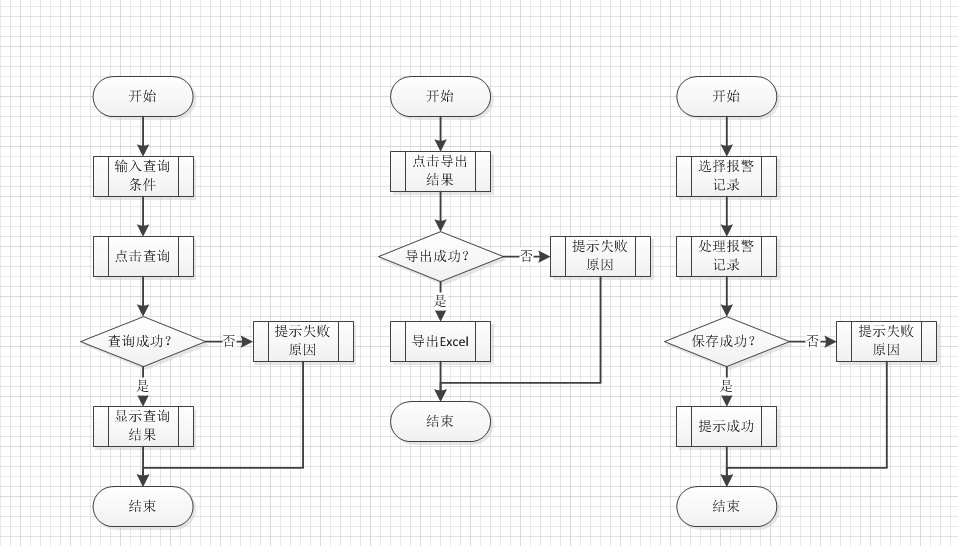 开始
输入查询
条件
点击查询
查询成功?
否
提示失败
原因
是
显示查询
结果
结束
开始
点击导出
结果
导出成功?
否
提示失败
原因
是
导出Excel
结束
开始
选择报警
记录
处理报警
记录
保存成功?
否
提示失败
原因
是
提示成功
结束